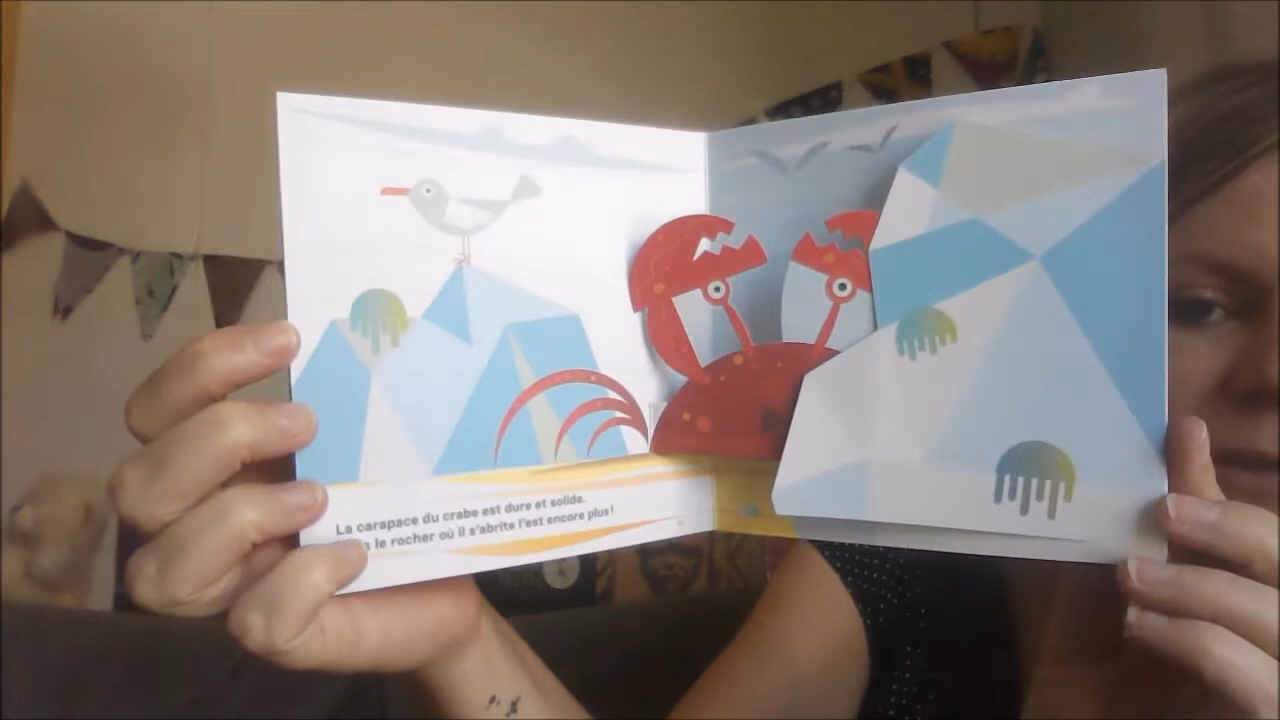 La carapace du crabe est dure et solide.
le rocher où il s'abrite l'est encore plus!